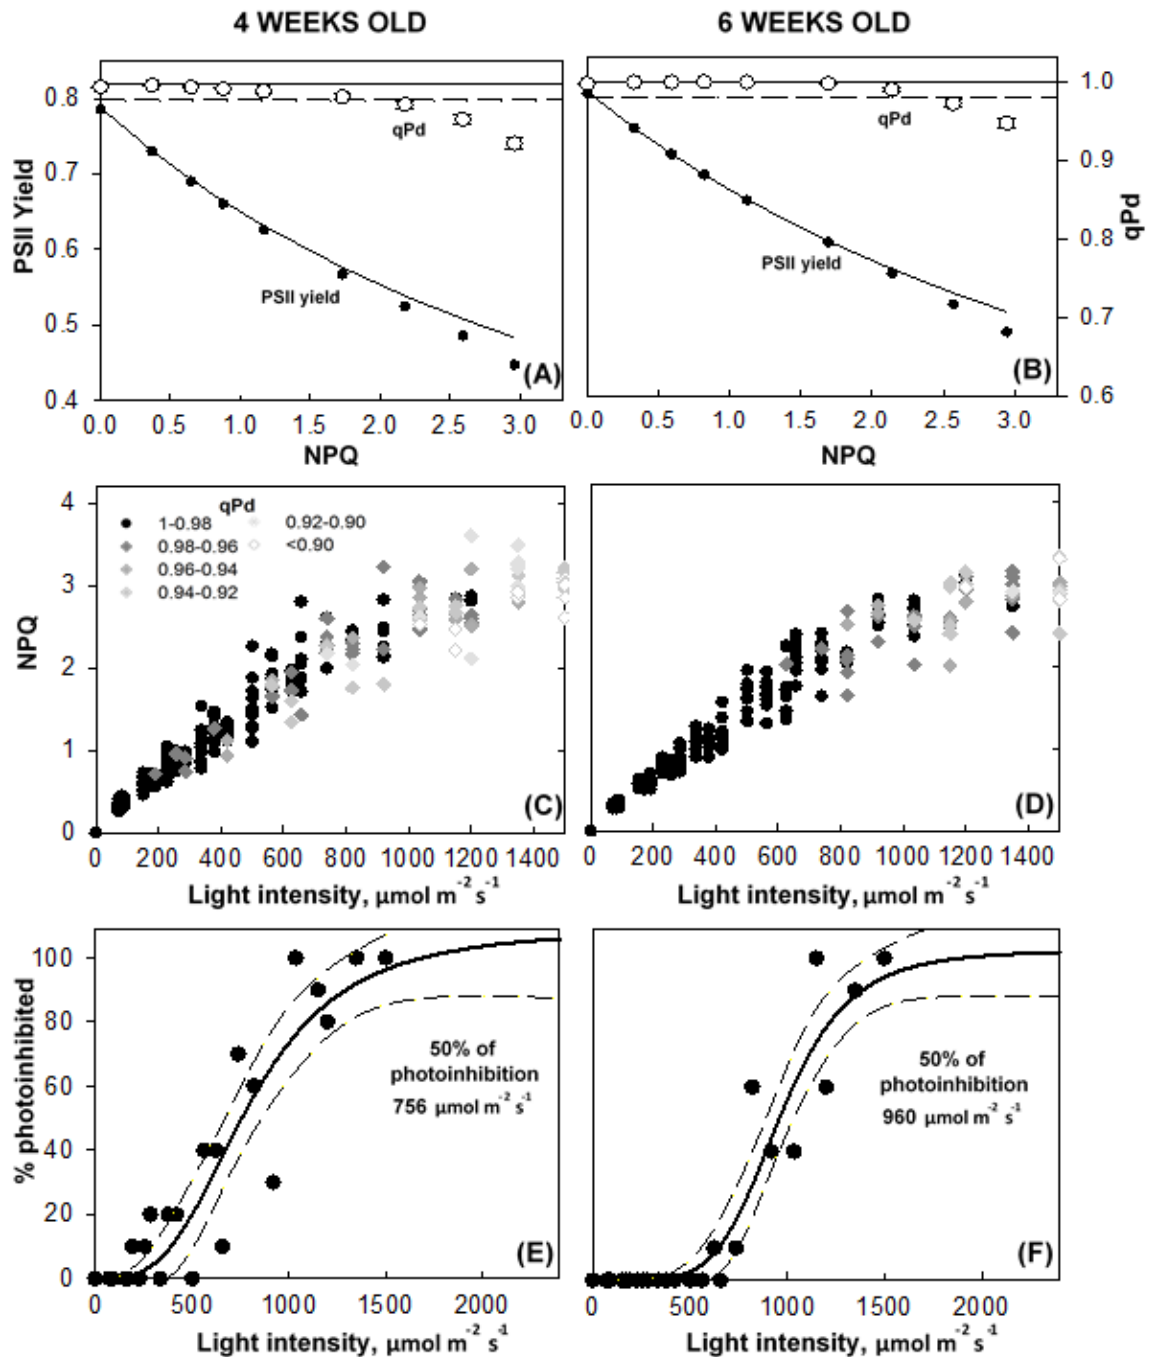 4 WEEKS OLD
6 WEEKS OLD
0.8
0.7
0.6
0.5
0.4
PSII Yield
qPd
PSII yield
(A)
0.0 0.5 1.0 1.5 2.0 2.5 3.0
NPQ
1.0
0.9
0.8
0.7
0.6
qPd
qPd
PSII yield
(B)
0.0 0.5 1.0 1.5 2.0 2.5 3.0
NPQ
4
3
2
1
0
NPQ
qPd
1-0.98
0.98-0.96
0.96-0.94
0.94-0.92
0.92-0.90
<0.90
(C)
0 200 400 600 800 1000 1200 1400
Light intensity, µmol m⁻² s⁻¹
(D)
0 200 400 600 800 1000 1200 1400
Light intensity, µmol m⁻² s⁻¹
100
80
60
40
20
0
% photoinhibited
50% of
photoinhibition
756 µmol m⁻² s⁻¹
(E)
0 500 1000 1500 2000
Light intensity, µmol m⁻² s⁻¹
50% of
photoinhibition
960 µmol m⁻² s⁻¹
(F)
0 500 1000 1500 2000
Light intensity, µmol m⁻² s⁻¹